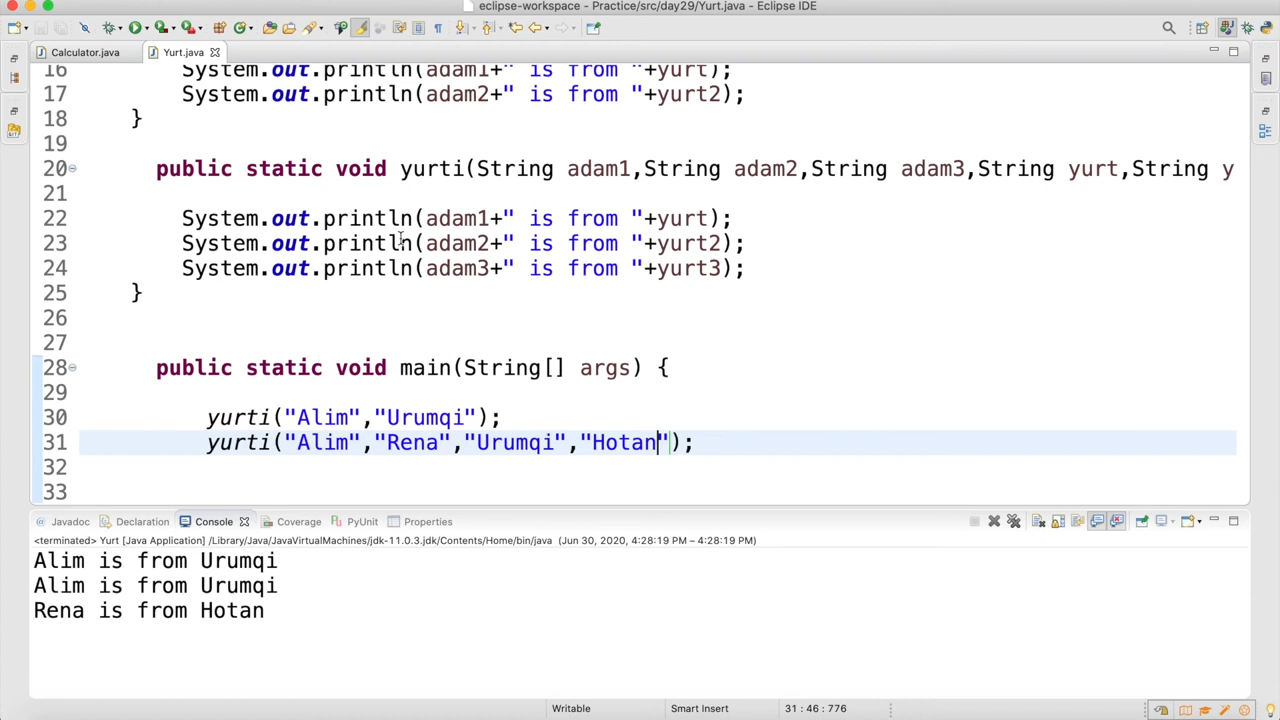 eclipse-workspace - Practice/src/day29/Yurt.java - Eclipse IDE
Calculator.java Yurt.java
16 System.out.println(adam1+" is from "+yurt);
17 System.out.println(adam2+" is from "+yurt2);
18 }
19
20 public static void yurti(String adam1,String adam2,String adam3,String yurt,String y
21
22 System.out.println(adam1+" is from "+yurt);
23 System.out.println(adam2+" is from "+yurt2);
24 System.out.println(adam3+" is from "+yurt3);
25 }
26
27
28 public static void main(String[] args) {
29
30 yurti("Alim","Urumqi");
31 yurti("Alim","Rena","Urumqi","Hotan");
32
33
Javadoc Declaration Console Coverage PyUnit Properties
<terminated> Yurt [Java Application] /Library/Java/JavaVirtualMachines/jdk-11.0.3.jdk/Contents/Home/bin/java (Jun 30, 2020, 4:28:19 PM – 4:28:19 PM)
Alim is from Urumqi
Alim is from Urumqi
Rena is from Hotan
Writable Smart Insert 31 : 46 : 776